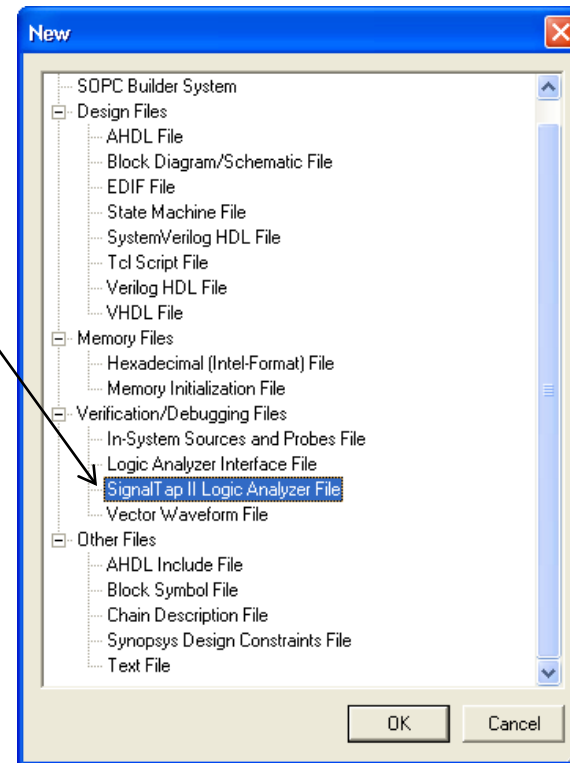 New
SOPC Builder System
Design Files
AHDL File
Block Diagram/Schematic File
EDIF File
State Machine File
SystemVerilog HDL File
Tcl Script File
Verilog HDL File
VHDL File
Memory Files
Hexadecimal (Intel-Format) File
Memory Initialization File
Verification/Debugging Files
In-System Sources and Probes File
Logic Analyzer Interface File
SignalTap II Logic Analyzer File
Vector Waveform File
Other Files
AHDL Include File
Block Symbol File
Chain Description File
Synopsys Design Constraints File
Text File
OK Cancel